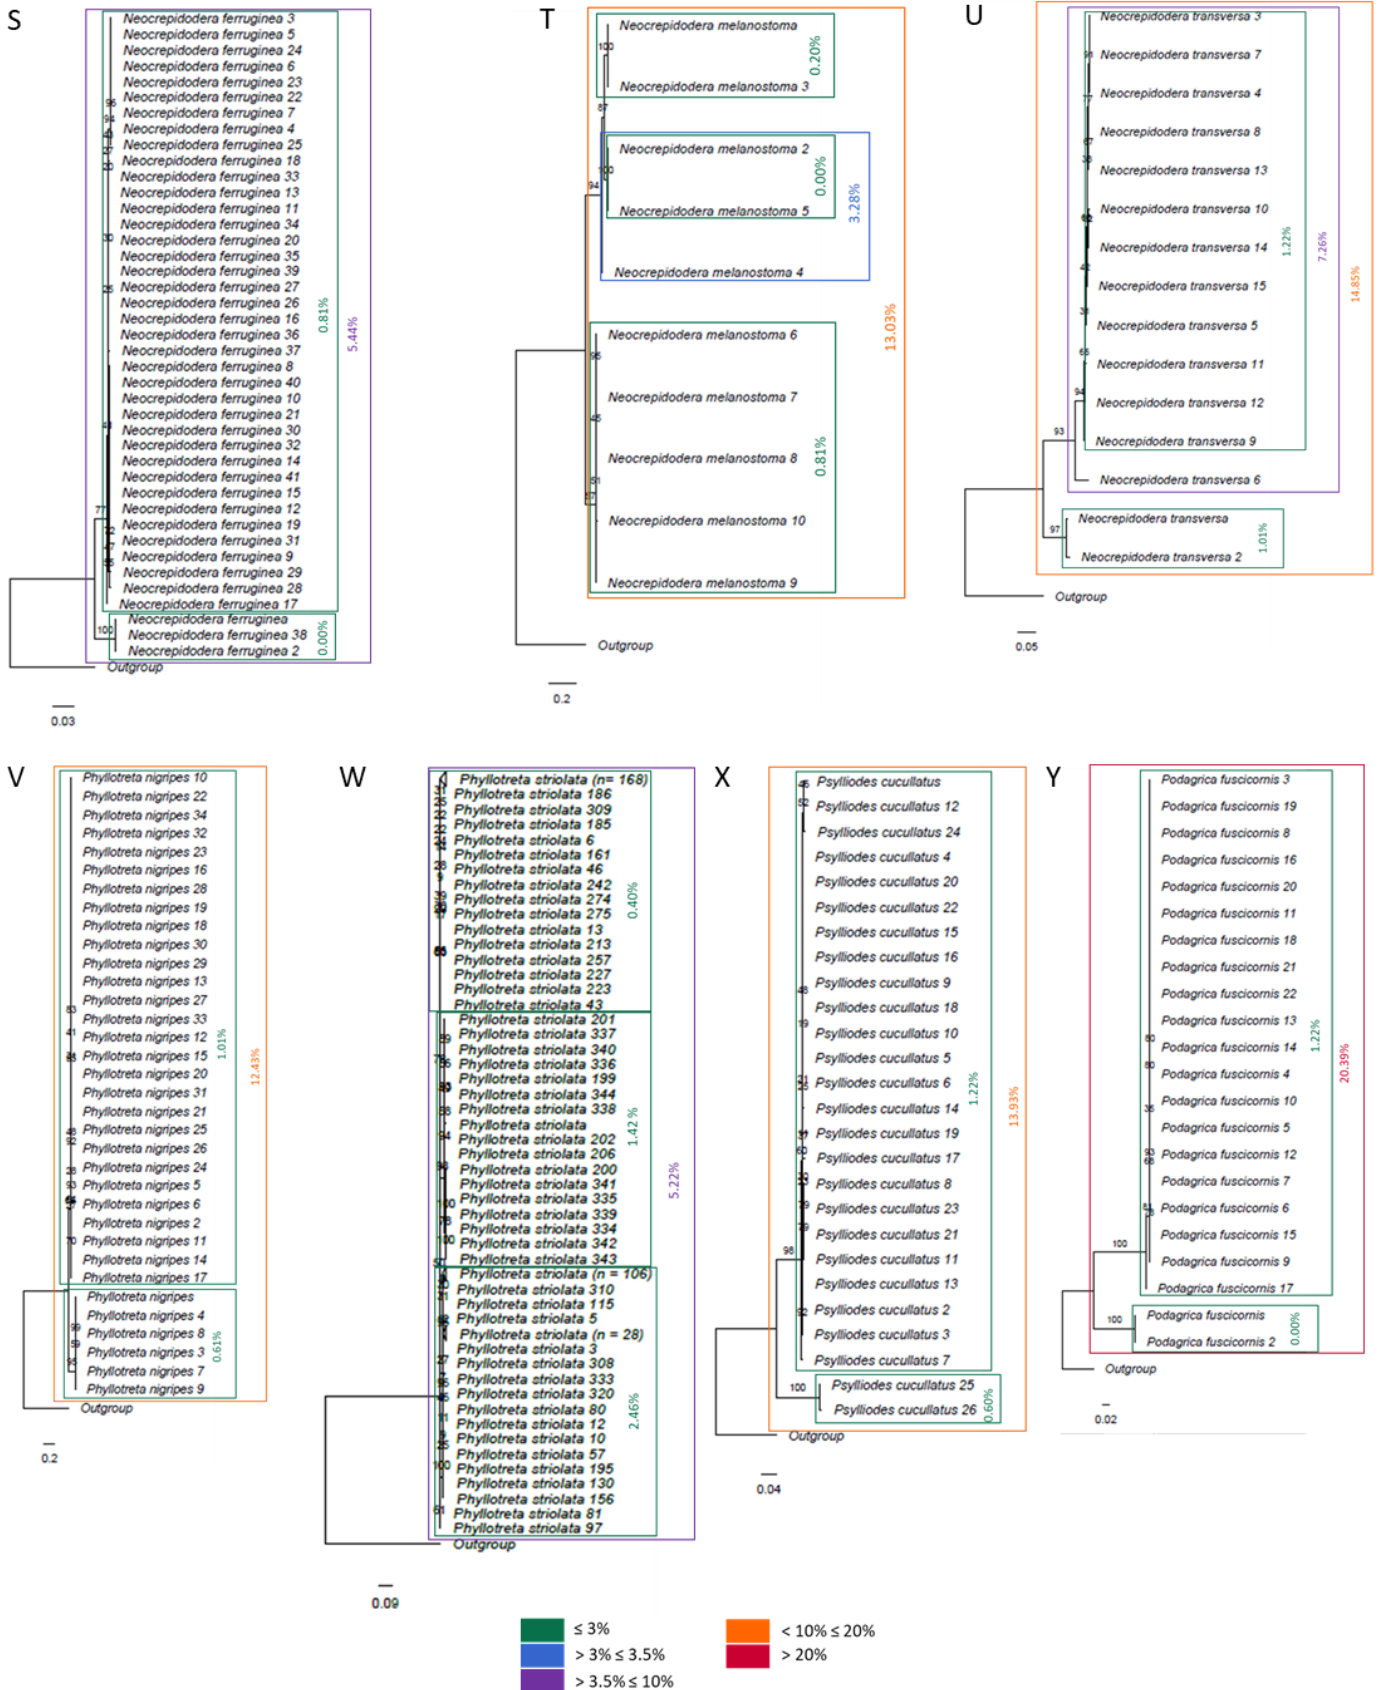 S
Neocrepidodera ferruginea 3
Neocrepidodera ferruginea 5
Neocrepidodera ferruginea 24
Neocrepidodera ferruginea 6
Neocrepidodera ferruginea 23
Neocrepidodera ferruginea 22
Neocrepidodera ferruginea 7
Neocrepidodera ferruginea 4
Neocrepidodera ferruginea 25
Neocrepidodera ferruginea 18
Neocrepidodera ferruginea 33
Neocrepidodera ferruginea 13
Neocrepidodera ferruginea 11
Neocrepidodera ferruginea 34
Neocrepidodera ferruginea 20
Neocrepidodera ferruginea 35
Neocrepidodera ferruginea 39
Neocrepidodera ferruginea 27
Neocrepidodera ferruginea 26
Neocrepidodera ferruginea 16
Neocrepidodera ferruginea 36
Neocrepidodera ferruginea 37
Neocrepidodera ferruginea 8
Neocrepidodera ferruginea 40
Neocrepidodera ferruginea 10
Neocrepidodera ferruginea 21
Neocrepidodera ferruginea 30
Neocrepidodera ferruginea 32
Neocrepidodera ferruginea 14
Neocrepidodera ferruginea 41
Neocrepidodera ferruginea 15
Neocrepidodera ferruginea 12
Neocrepidodera ferruginea 19
Neocrepidodera ferruginea 31
Neocrepidodera ferruginea 9
Neocrepidodera ferruginea 29
Neocrepidodera ferruginea 28
Neocrepidodera ferruginea 17
Neocrepidodera ferruginea
Neocrepidodera ferruginea 38
Neocrepidodera ferruginea 2
Outgroup
77
100
0.81%
5.44%
0.00%
0.03
T
Neocrepidodera melanostoma
Neocrepidodera melanostoma 3
Neocrepidodera melanostoma 2
Neocrepidodera melanostoma 5
Neocrepidodera melanostoma 4
Neocrepidodera melanostoma 6
Neocrepidodera melanostoma 7
Neocrepidodera melanostoma 8
Neocrepidodera melanostoma 10
Neocrepidodera melanostoma 9
Outgroup
100
87
100
94
0.20%
0.00%
3.28%
13.03%
0.81%
0.2
U
Neocrepidodera transversa 3
Neocrepidodera transversa 7
Neocrepidodera transversa 4
Neocrepidodera transversa 8
Neocrepidodera transversa 13
Neocrepidodera transversa 10
Neocrepidodera transversa 14
Neocrepidodera transversa 15
Neocrepidodera transversa 5
Neocrepidodera transversa 11
Neocrepidodera transversa 12
Neocrepidodera transversa 9
Neocrepidodera transversa 6
Neocrepidodera transversa
Neocrepidodera transversa 2
Outgroup
94
93
97
1.22%
7.26%
14.85%
1.01%
0.05
V
Phyllotreta nigripes 10
Phyllotreta nigripes 22
Phyllotreta nigripes 34
Phyllotreta nigripes 32
Phyllotreta nigripes 23
Phyllotreta nigripes 16
Phyllotreta nigripes 28
Phyllotreta nigripes 19
Phyllotreta nigripes 18
Phyllotreta nigripes 30
Phyllotreta nigripes 29
Phyllotreta nigripes 13
Phyllotreta nigripes 27
Phyllotreta nigripes 33
Phyllotreta nigripes 12
Phyllotreta nigripes 15
Phyllotreta nigripes 20
Phyllotreta nigripes 31
Phyllotreta nigripes 21
Phyllotreta nigripes 25
Phyllotreta nigripes 26
Phyllotreta nigripes 24
Phyllotreta nigripes 5
Phyllotreta nigripes 6
Phyllotreta nigripes 2
Phyllotreta nigripes 11
Phyllotreta nigripes 14
Phyllotreta nigripes 17
Phyllotreta nigripes
Phyllotreta nigripes 4
Phyllotreta nigripes 8
Phyllotreta nigripes 3
Phyllotreta nigripes 7
Phyllotreta nigripes 9
Outgroup
1.01%
12.43%
0.61%
0.2
W
Phyllotreta striolata (n= 168)
Phyllotreta striolata 186
Phyllotreta striolata 309
Phyllotreta striolata 185
Phyllotreta striolata 6
Phyllotreta striolata 161
Phyllotreta striolata 46
Phyllotreta striolata 242
Phyllotreta striolata 274
Phyllotreta striolata 275
Phyllotreta striolata 13
Phyllotreta striolata 213
Phyllotreta striolata 257
Phyllotreta striolata 227
Phyllotreta striolata 223
Phyllotreta striolata 43
Phyllotreta striolata 201
Phyllotreta striolata 337
Phyllotreta striolata 340
Phyllotreta striolata 336
Phyllotreta striolata 199
Phyllotreta striolata 344
Phyllotreta striolata 338
Phyllotreta striolata
Phyllotreta striolata 202
Phyllotreta striolata 206
Phyllotreta striolata 200
Phyllotreta striolata 341
Phyllotreta striolata 335
Phyllotreta striolata 339
Phyllotreta striolata 334
Phyllotreta striolata 342
Phyllotreta striolata 343
Phyllotreta striolata (n = 106)
Phyllotreta striolata 310
Phyllotreta striolata 115
Phyllotreta striolata 5
Phyllotreta striolata (n = 28)
Phyllotreta striolata 3
Phyllotreta striolata 308
Phyllotreta striolata 333
Phyllotreta striolata 320
Phyllotreta striolata 80
Phyllotreta striolata 12
Phyllotreta striolata 10
Phyllotreta striolata 57
Phyllotreta striolata 195
Phyllotreta striolata 130
Phyllotreta striolata 156
Phyllotreta striolata 81
Phyllotreta striolata 97
Outgroup
0.40%
1.42 %
5.22%
2.46%
0.09
X
Psylliodes cucullatus
Psylliodes cucullatus 12
Psylliodes cucullatus 24
Psylliodes cucullatus 4
Psylliodes cucullatus 20
Psylliodes cucullatus 22
Psylliodes cucullatus 15
Psylliodes cucullatus 16
Psylliodes cucullatus 9
Psylliodes cucullatus 18
Psylliodes cucullatus 10
Psylliodes cucullatus 5
Psylliodes cucullatus 6
Psylliodes cucullatus 14
Psylliodes cucullatus 19
Psylliodes cucullatus 17
Psylliodes cucullatus 8
Psylliodes cucullatus 23
Psylliodes cucullatus 21
Psylliodes cucullatus 11
Psylliodes cucullatus 13
Psylliodes cucullatus 2
Psylliodes cucullatus 3
Psylliodes cucullatus 7
Psylliodes cucullatus 25
Psylliodes cucullatus 26
Outgroup
98
100
1.22%
13.93%
0.60%
0.04
Y
Podagrica fuscicornis 3
Podagrica fuscicornis 19
Podagrica fuscicornis 8
Podagrica fuscicornis 16
Podagrica fuscicornis 20
Podagrica fuscicornis 11
Podagrica fuscicornis 18
Podagrica fuscicornis 21
Podagrica fuscicornis 22
Podagrica fuscicornis 13
Podagrica fuscicornis 14
Podagrica fuscicornis 4
Podagrica fuscicornis 10
Podagrica fuscicornis 5
Podagrica fuscicornis 12
Podagrica fuscicornis 7
Podagrica fuscicornis 6
Podagrica fuscicornis 15
Podagrica fuscicornis 9
Podagrica fuscicornis 17
Podagrica fuscicornis
Podagrica fuscicornis 2
Outgroup
100
100
1.22%
20.39%
0.00%
0.02
≤ 3%
> 3% ≤ 3.5%
> 3.5% ≤ 10%
< 10% ≤ 20%
> 20%